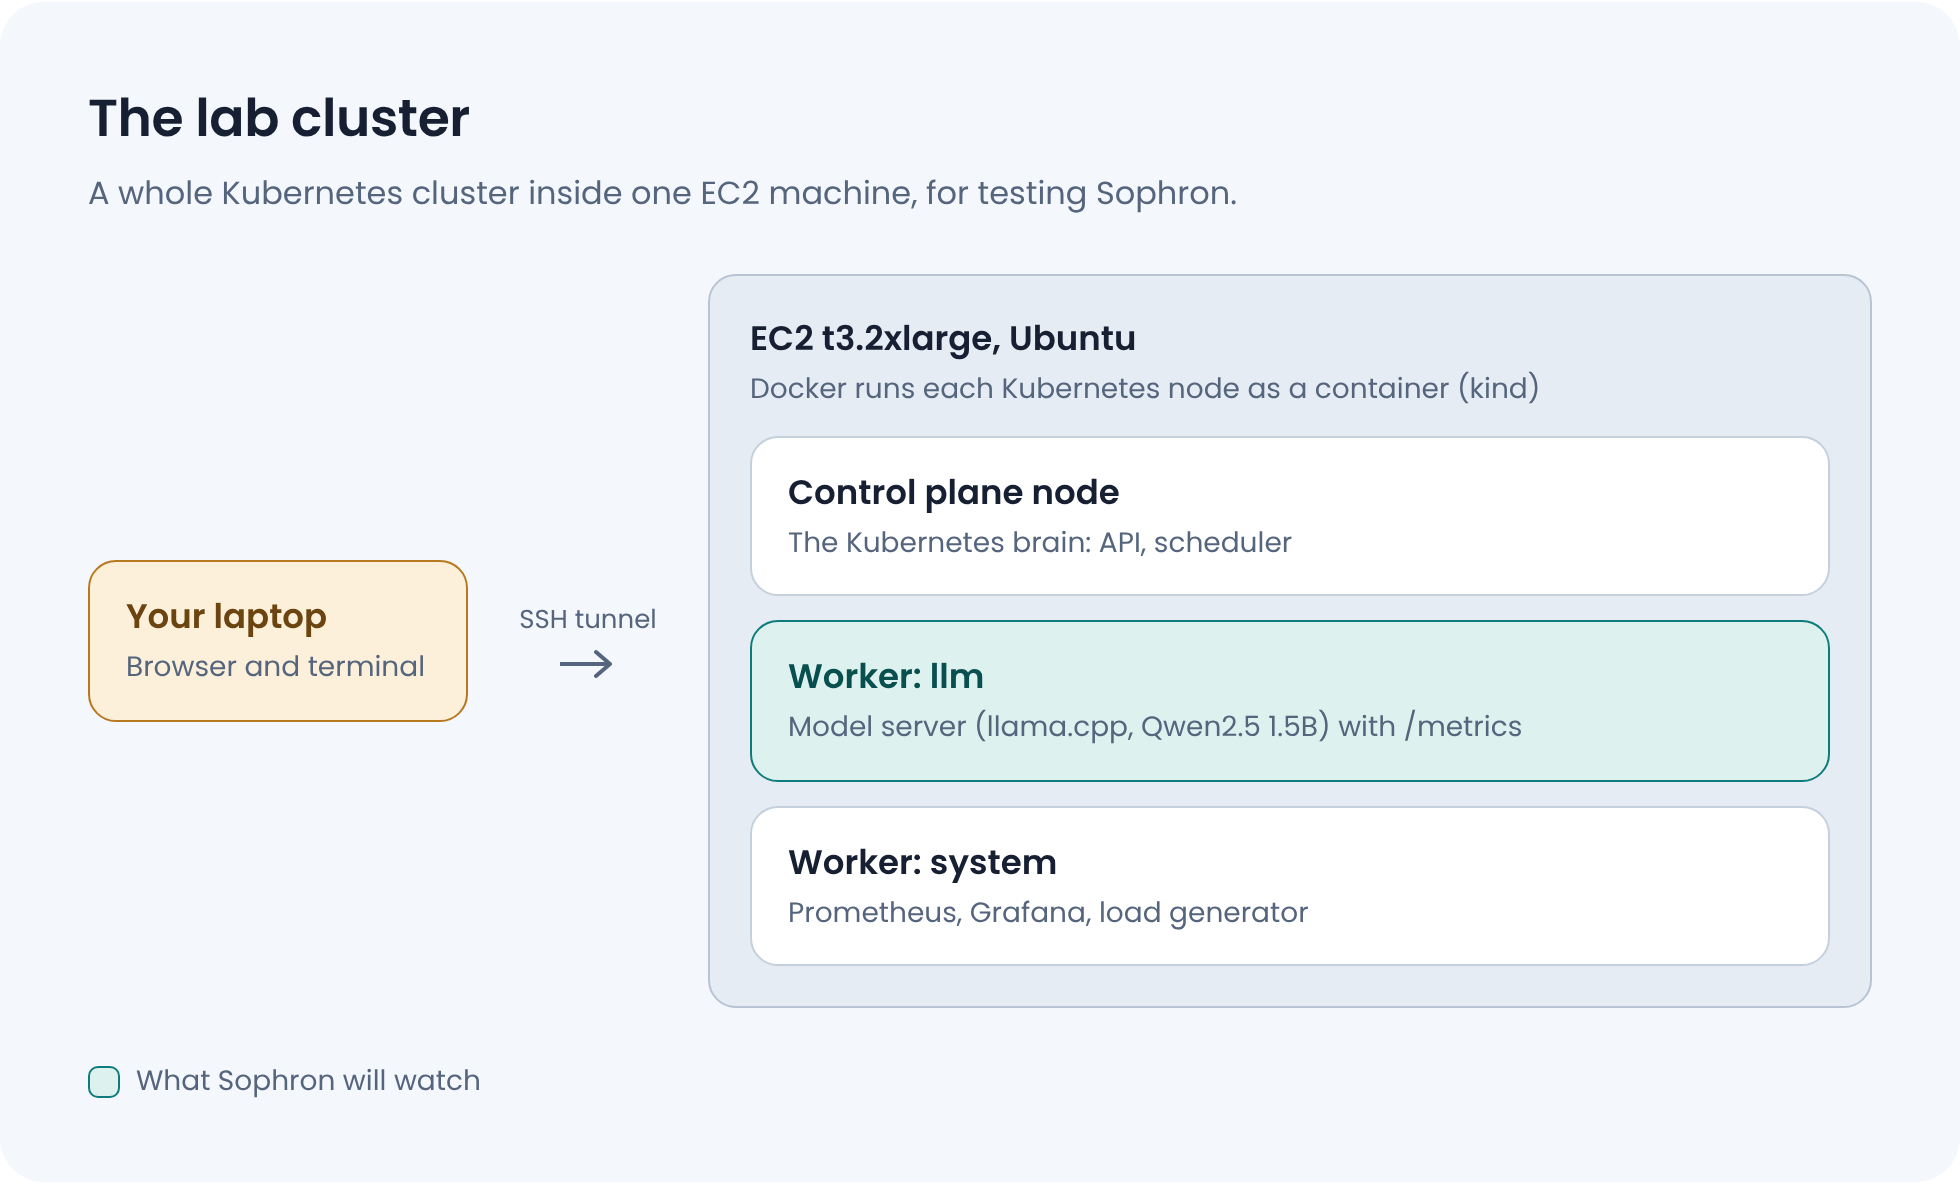 The lab cluster
A whole Kubernetes cluster inside one EC2 machine, for testing Sophron.
EC2 t3.2xlarge, Ubuntu
Docker runs each Kubernetes node as a container (kind)
Control plane node
The Kubernetes brain: API, scheduler
Your laptop
Browser and terminal
SSH tunnel
Worker: llm
Model server (llama.cpp, Qwen2.5 1.5B) with /metrics
Worker: system
Prometheus, Grafana, load generator
What Sophron will watch